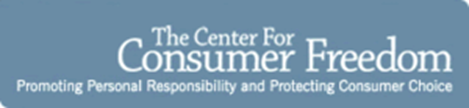 The Center For
Consumer Freedom
Promoting Personal Responsibility and Protecting Consumer Choice